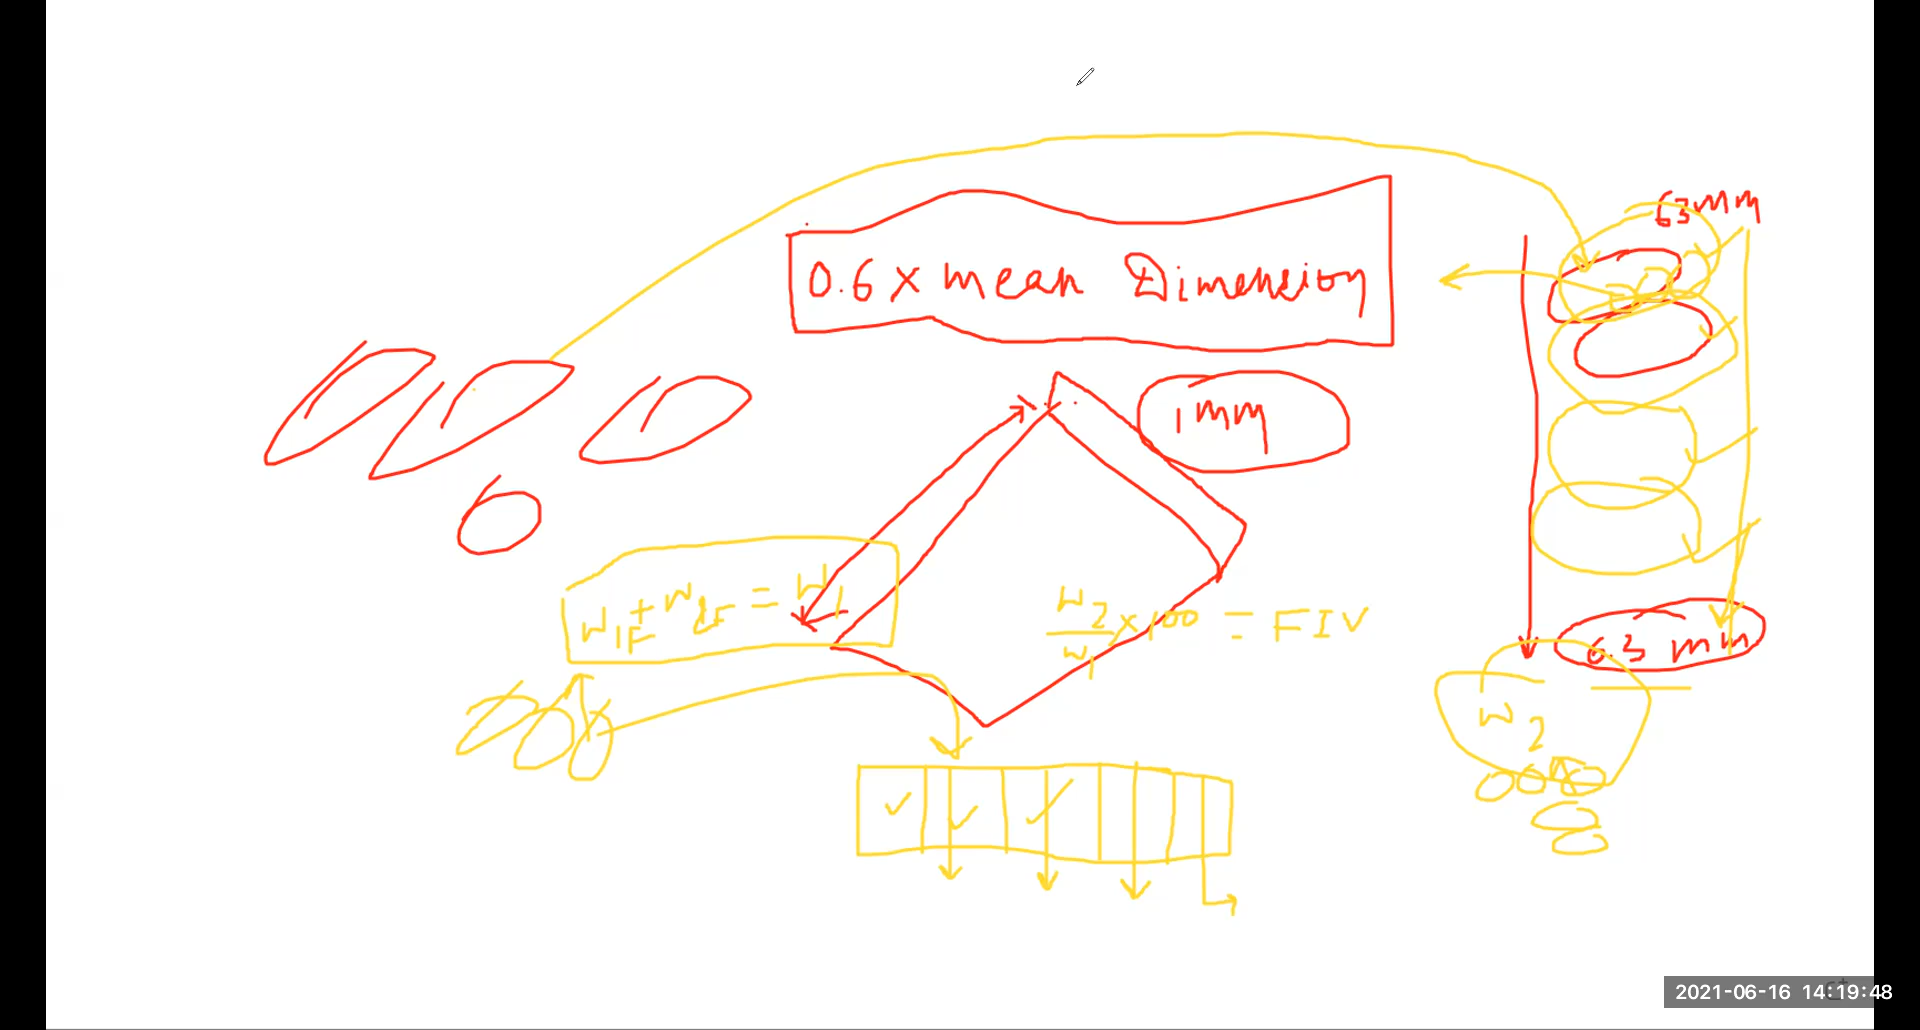 63mm
0.6 x mean Dimension
1mm
W1F + W2F = W1
W2/W1 x 100 = FIV
6.3 mm
W2
2021-06-16 14:19:48